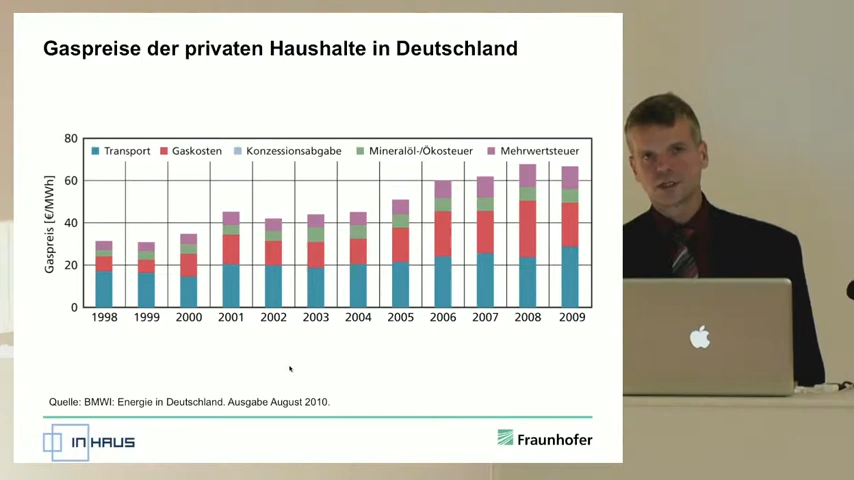 Gaspreise der privaten Haushalte in Deutschland
Gaspreis [€/MWh]
80
60
40
20
0
Transport Gaskosten Konzessionsabgabe Mineralöl-/Ökosteuer Mehrwertsteuer
1998 1999 2000 2001 2002 2003 2004 2005 2006 2007 2008 2009
Quelle: BMWI: Energie in Deutschland. Ausgabe August 2010.
INHAUS
Fraunhofer